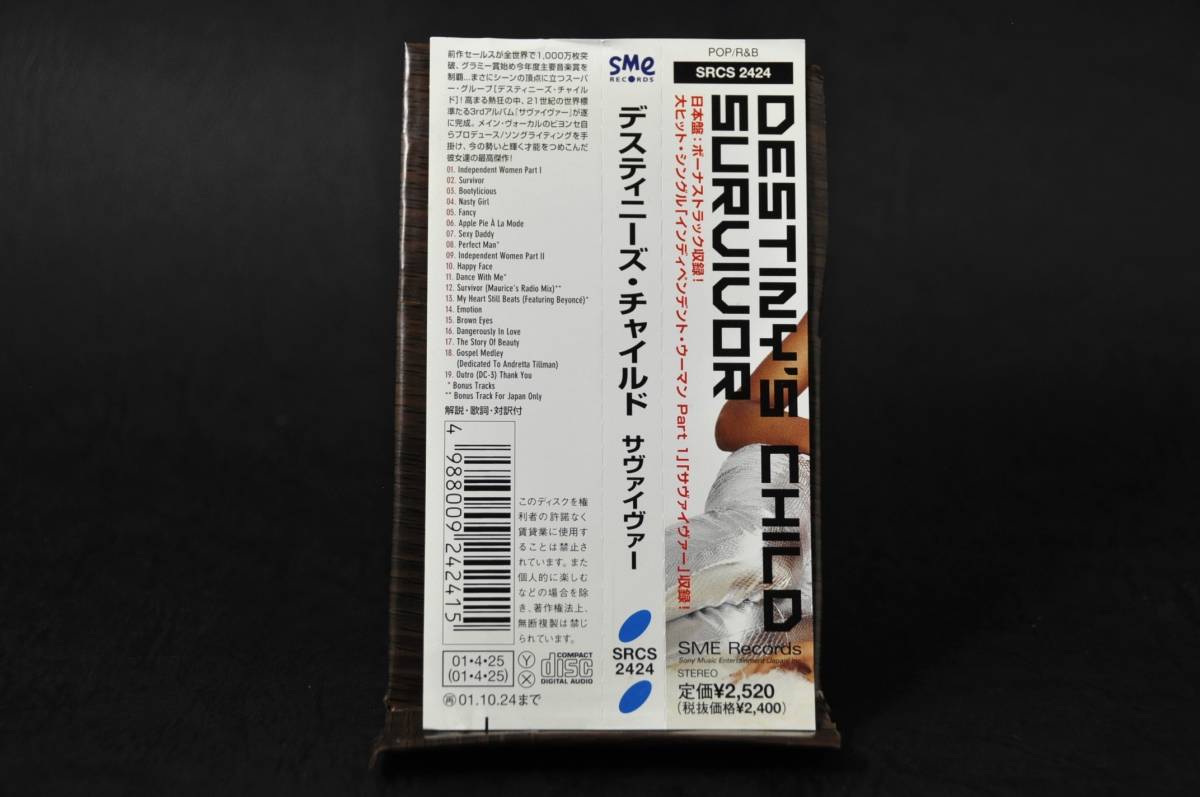 前作セールスが全世界で1,000万枚突
破、グラミー賞始め今年度主要音楽賞を
制覇…まさにシーンの頂点に立つスーパ
ー・グループ[デスティニーズ・チャイル
ド]！高まる熱狂の中、21世紀の世界標
準たる3rdアルバム『サヴァイヴァー』が遂
に完成。メイン・ヴォーカルのビヨンセ自
らプロデュース/ソングライティングを手
掛け、今の勢いと輝く才能をつめこんだ
彼女達の最高傑作！
01. Independent Women Part I
02. Survivor
03. Bootylicious
04. Nasty Girl
05. Fancy
06. Apple Pie À La Mode
07. Sexy Daddy
08. Perfect Man*
09. Independent Women Part II
10. Happy Face
11. Dance With Me*
12. Survivor (Maurice's Radio Mix)**
13. My Heart Still Beats (Featuring Beyoncé)*
14. Emotion
15. Brown Eyes
16. Dangerously In Love
17. The Story Of Beauty
18. Gospel Medley
(Dedicated To Andretta Tillman)
19. Outro (DC-3) Thank You
* Bonus Tracks
** Bonus Track For Japan Only
解説・歌詞・対訳付
4 988009 242415
このディスクを権
利者の許諾なく
賃貸業に使用す
ることは禁止さ
れています。また
個人的に楽しむ
などの場合を除
き、著作権法上、
無断複製は禁じ
られています。
01・4・25
(01・4・25)
Y
X
COMPACT
disc
DIGITAL AUDIO
再01.10.24まで
SME
RECORDS
デスティニーズ・チャイルド サヴァイヴァー
SRCS
2424
POP/R&B
SRCS 2424
DESTINY'S CHILD
SURVIVOR
日本盤：ボーナストラック収録！
大ヒット・シングル「インディペンデント・ウーマン Part 1」「サヴァイヴァー」収録！
SME Records
Sony Music Entertainment (Japan) Inc.
STEREO
定価¥2,520
(税抜価格¥2,400)